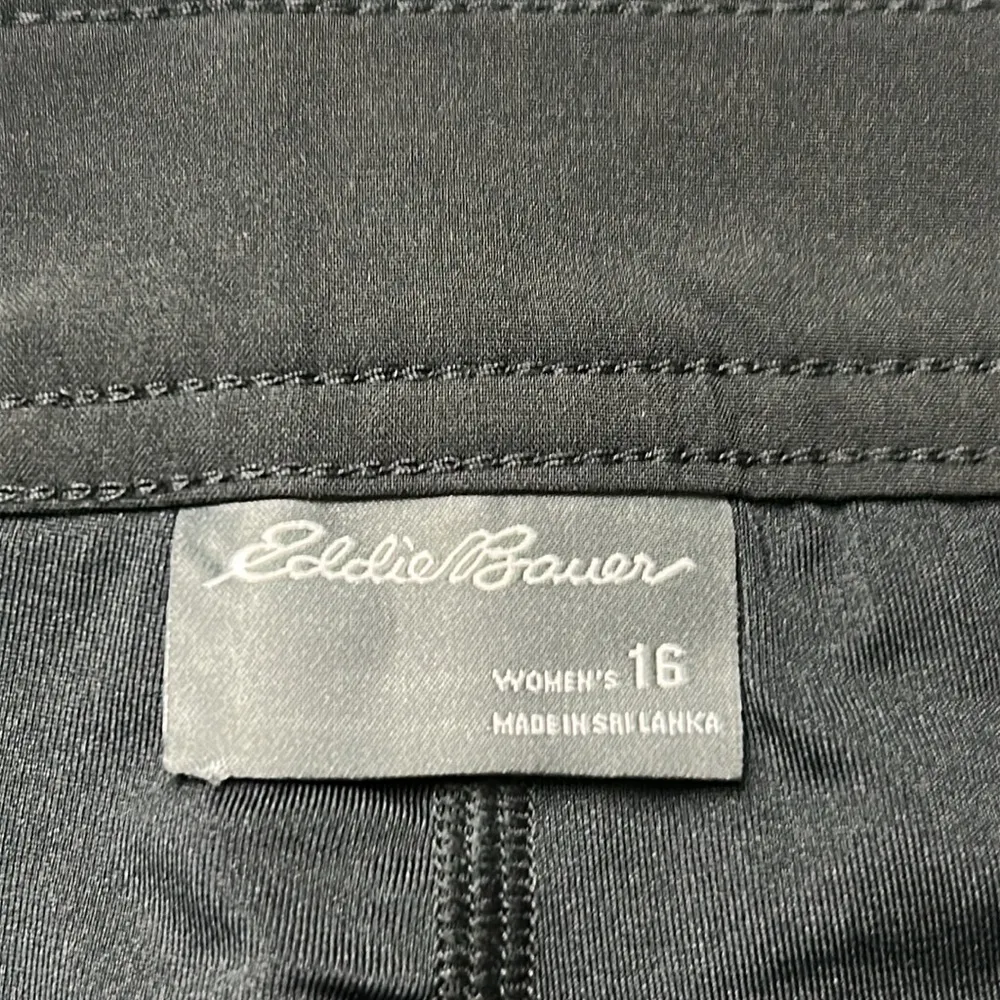 Eddie Bauer
WOMEN'S 16
MADE IN SRI LANKA